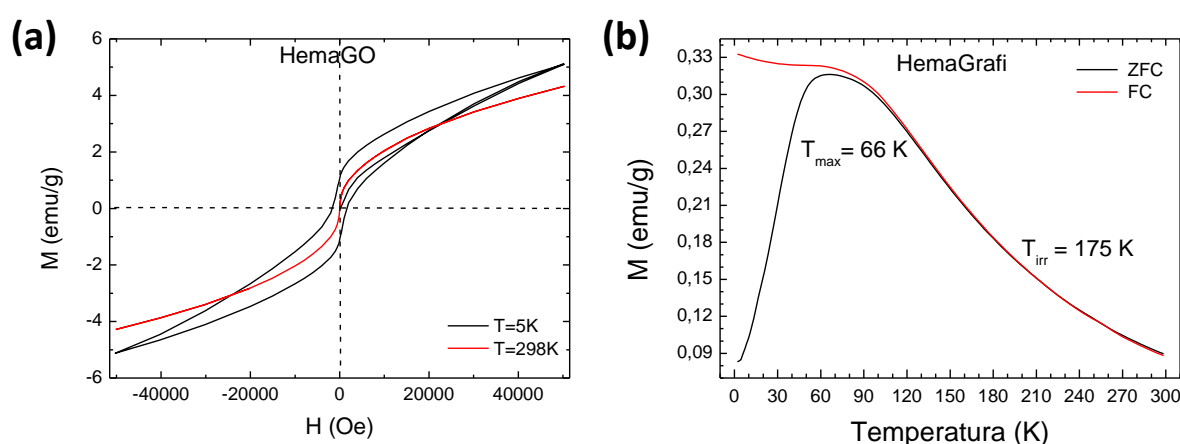 (a)
HemaGO
6
4
2
0
-2
-4
-6
M (emu/g)
-40000 -20000 0 20000 40000
H (Oe)
T=5K
T=298K
(b)
HemaGrafi
ZFC
FC
0,33
0,30
0,27
0,24
0,21
0,18
0,15
0,12
0,09
M (emu/g)
Tmax= 66 K
Tirr = 175 K
0 30 60 90 120 150 180 210 240 270 300
Temperatura (K)